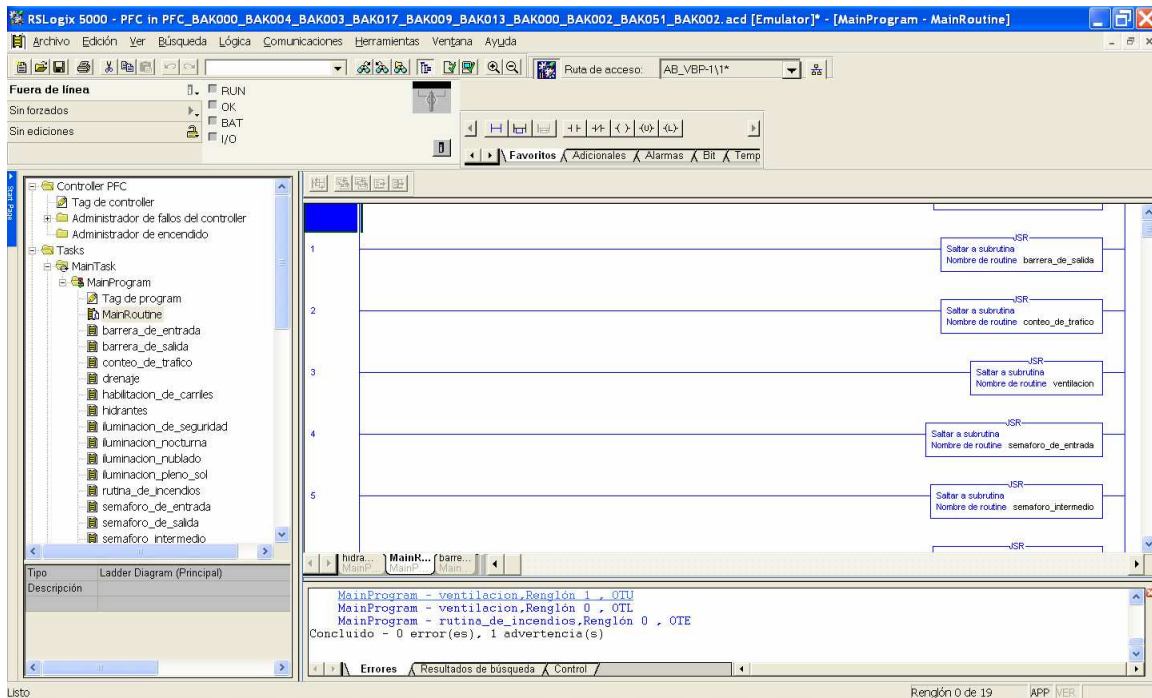 RSLogix 5000 - PFC in PFC_BAK000_BAK004_BAK003_BAK017_BAK009_BAK013_BAK000_BAK002_BAK051_BAK002.acd [Emulator]* - [MainProgram - MainRoutine]
Archivo Edición Ver Búsqueda Lógica Comunicaciones Herramientas Ventana Ayuda
Ruta de acceso: AB_VBP-1\1*
Fuera de línea
RUN
Sin forzados
OK
BAT
Sin ediciones
I/O
Favoritos Adicionales Alarmas Bit Temp
Start Page
Controller PFC
Tag de controller
Administrador de fallos del controller
Administrador de encendido
Tasks
MainTask
MainProgram
Tag de program
MainRoutine
barrera_de_entrada
barrera_de_salida
conteo_de_trafico
drenaje
habilitacion_de_carriles
hidrantes
iluminacion_de_seguridad
iluminacion_nocturna
iluminacion_nublado
iluminacion_pleno_sol
rutina_de_incendios
semaforo_de_entrada
semaforo_de_salida
semaforo_intermedio
Tipo Ladder Diagram (Principal)
Descripción
1
JSR
Saltar a subrutina
Nombre de routine barrera_de_salida
2
JSR
Saltar a subrutina
Nombre de routine conteo_de_trafico
3
JSR
Saltar a subrutina
Nombre de routine ventilacion
4
JSR
Saltar a subrutina
Nombre de routine semaforo_de_entrada
5
JSR
Saltar a subrutina
Nombre de routine semaforo_intermedio
JSR
hidra... MainR... barre...
MainP... MainP... Main...
MainProgram - ventilacion,Renglón 1 , OTU
MainProgram - ventilacion,Renglón 0 , OTL
MainProgram - rutina_de_incendios,Renglón 0 , OTE
Concluido - 0 error(es), 1 advertencia(s)
Errores Resultados de búsqueda Control
Listo
Renglón 0 de 19 APP VER